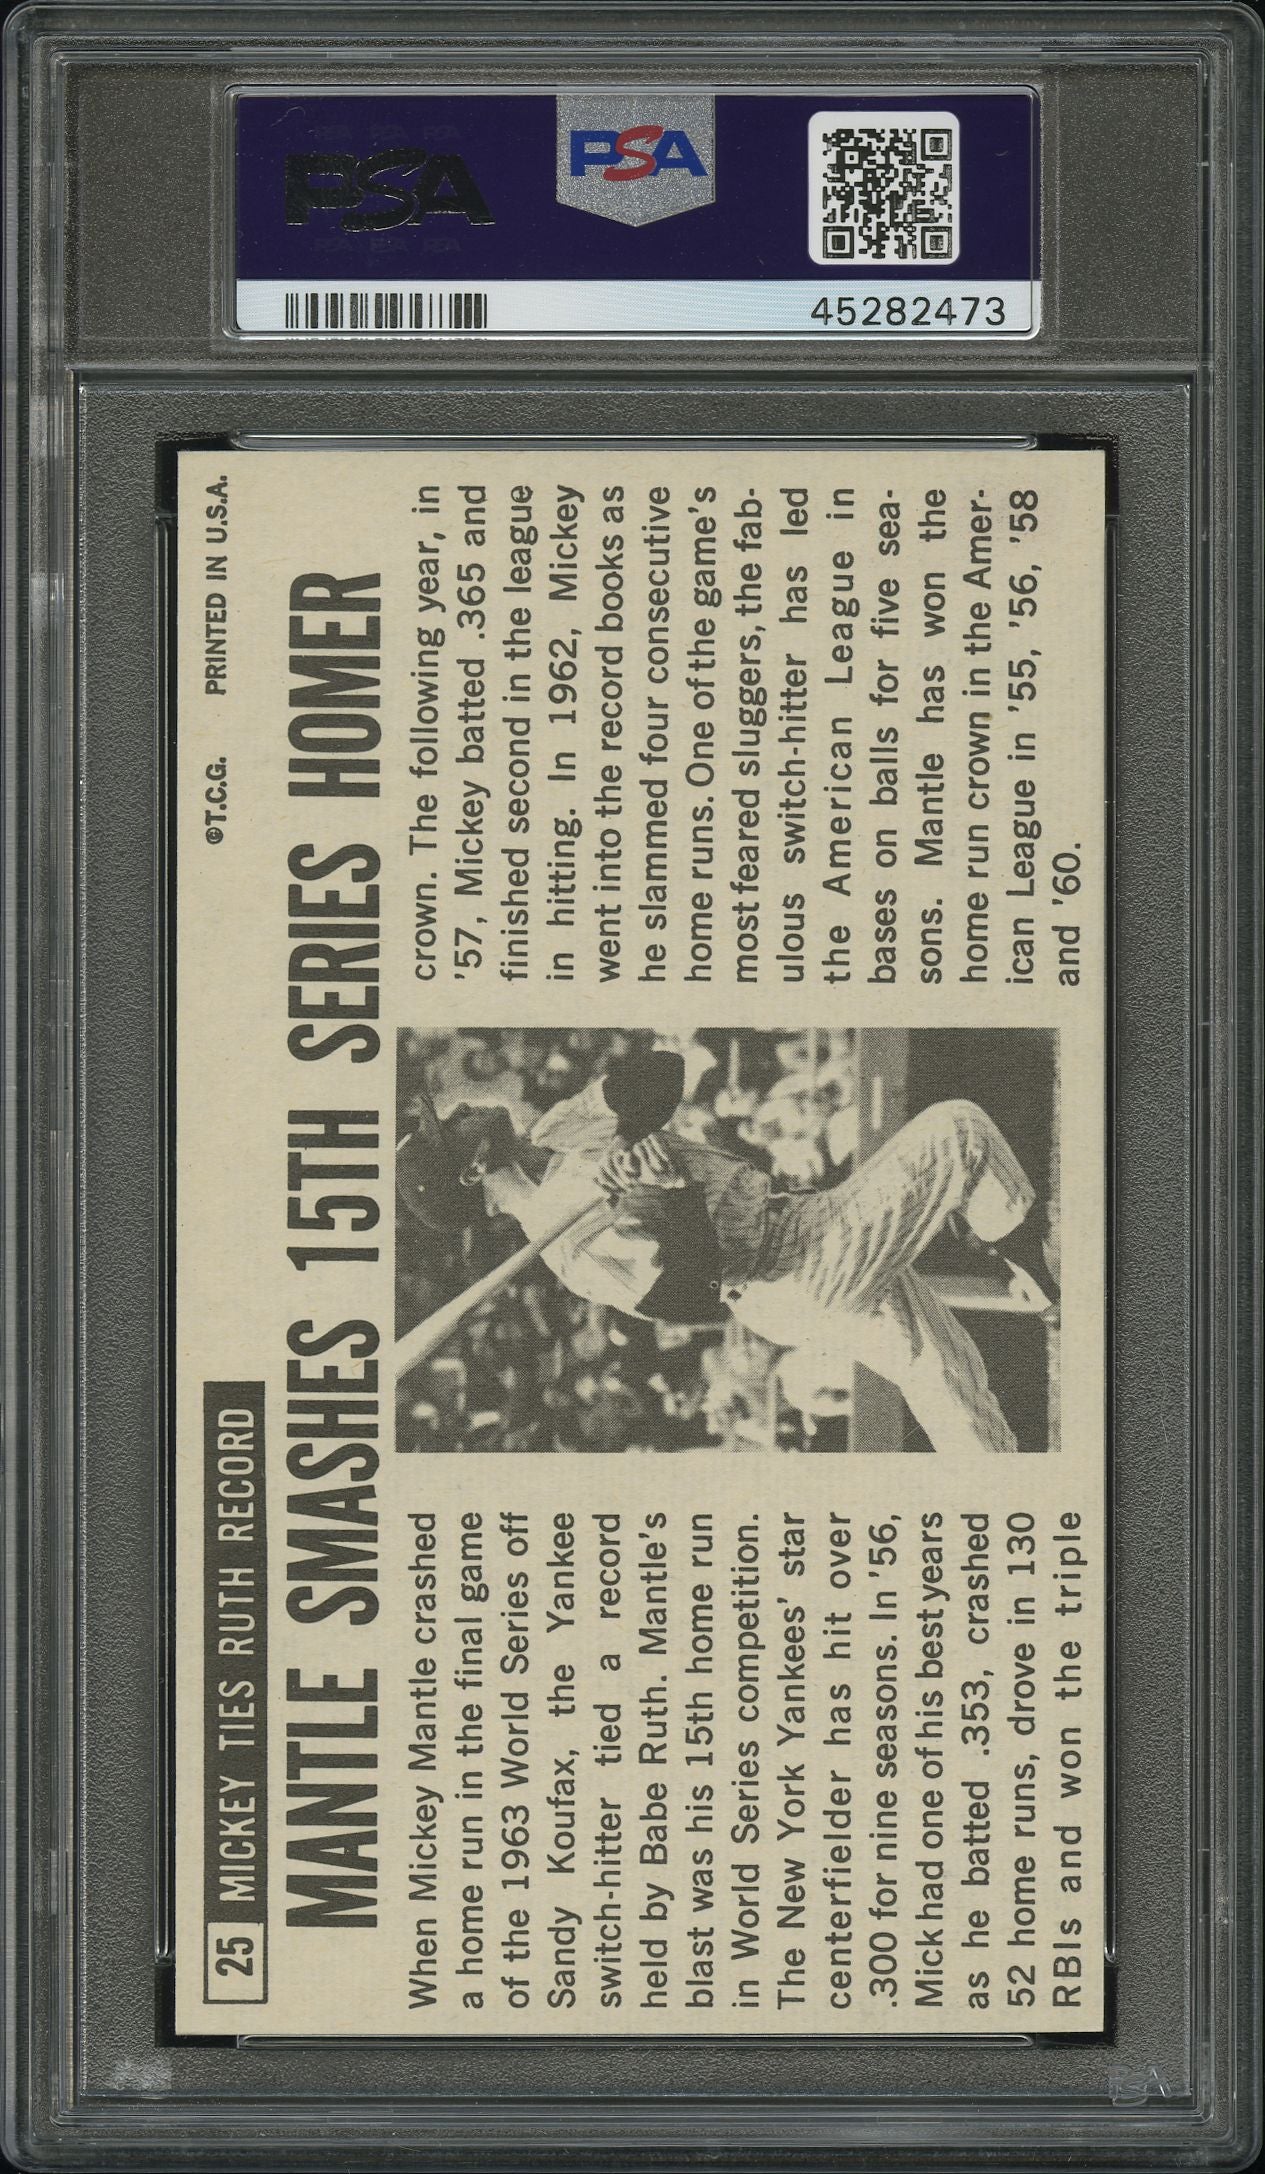 PSA
PSA
45282473
25 MICKEY TIES RUTH RECORD
©T.C.G. PRINTED IN U.S.A.
MANTLE SMASHES 15TH SERIES HOMER
When Mickey Mantle crashed
a home run in the final game
of the 1963 World Series off
Sandy Koufax, the Yankee
switch-hitter tied a record
held by Babe Ruth. Mantle's
blast was his 15th home run
in World Series competition.
The New York Yankees' star
centerfielder has hit over
.300 for nine seasons. In '56,
Mick had one of his best years
as he batted .353, crashed
52 home runs, drove in 130
RBIs and won the triple
crown. The following year, in
'57, Mickey batted .365 and
finished second in the league
in hitting. In 1962, Mickey
went into the record books as
he slammed four consecutive
home runs. One of the game's
most feared sluggers, the fab-
ulous switch-hitter has led
the American League in
bases on balls for five sea-
sons. Mantle has won the
home run crown in the Amer-
ican League in '55, '56, '58
and '60.
PSA